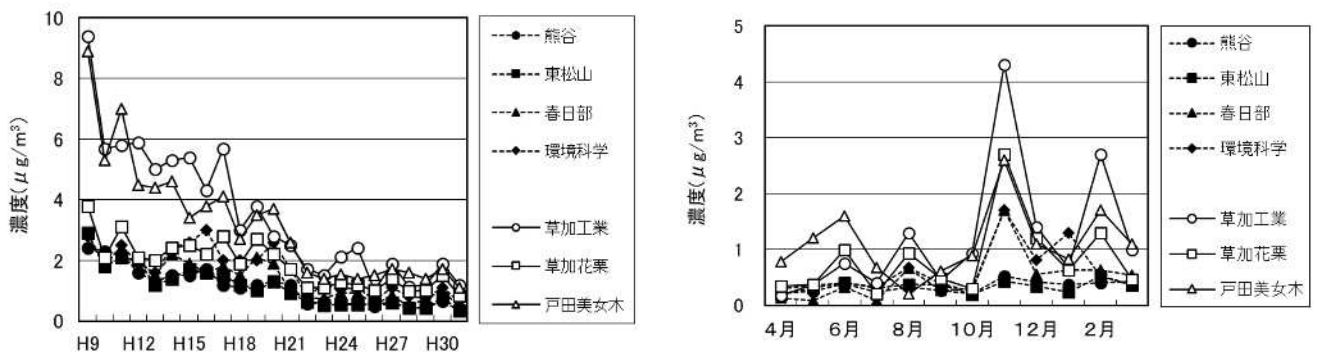 10
8
6
4
2
0
濃度(μg/m³)
H9 H12 H15 H18 H21 H24 H27 H30
熊谷
東松山
春日部
環境科学
草加工業
草加花栗
戸田美女木
5
4
3
2
1
0
濃度(μg/m³)
4月 6月 8月 10月 12月 2月
熊谷
東松山
春日部
環境科学
草加工業
草加花栗
戸田美女木